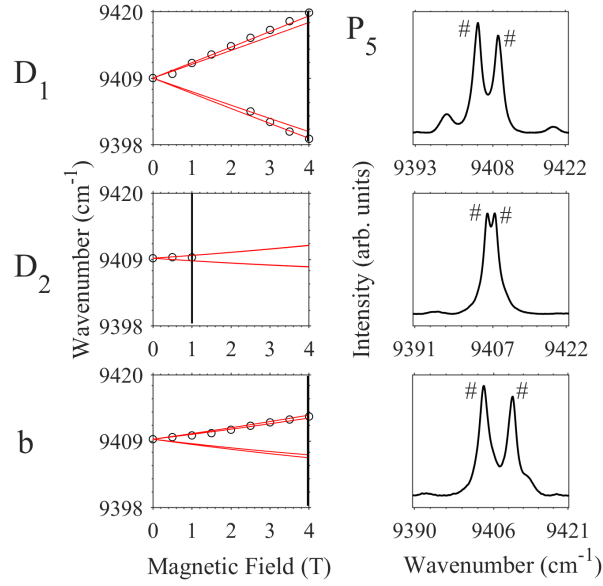 P5
D1
9420
9409
9398
0 1 2 3 4
# #
9393 9408 9422
D2
9420
9409
9398
0 1 2 3 4
# #
9391 9407 9422
b
9420
9409
9398
0 1 2 3 4
# #
9390 9406 9421
Wavenumber (cm-1)
Magnetic Field (T)
Intensity (arb. units)
Wavenumber (cm-1)